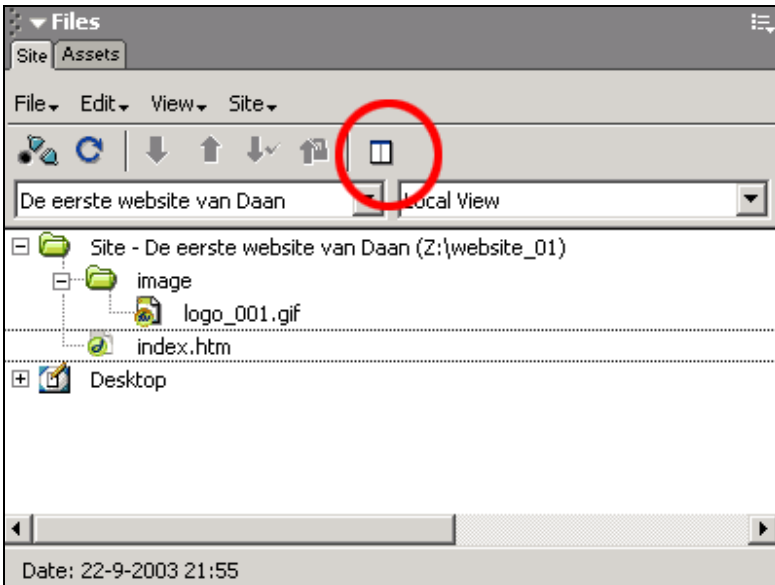 Files
Site Assets
File Edit View Site
De eerste website van Daan Local View
Site - De eerste website van Daan (Z:\website_01)
image
logo_001.gif
index.htm
Desktop
Date: 22-9-2003 21:55